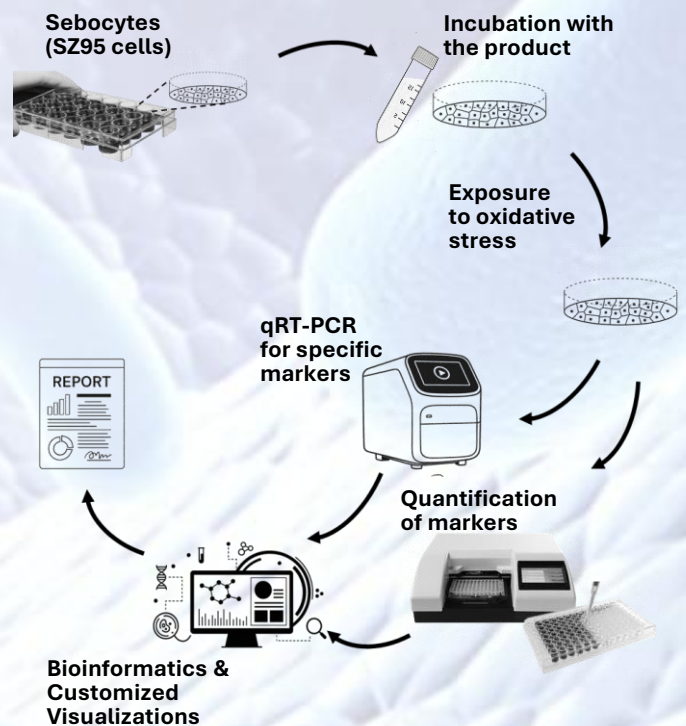 Sebocytes
(SZ95 cells)
Incubation with
the product
Exposure
to oxidative
stress
qRT-PCR
for specific
markers
REPORT
Quantification
of markers
Bioinformatics &
Customized
Visualizations